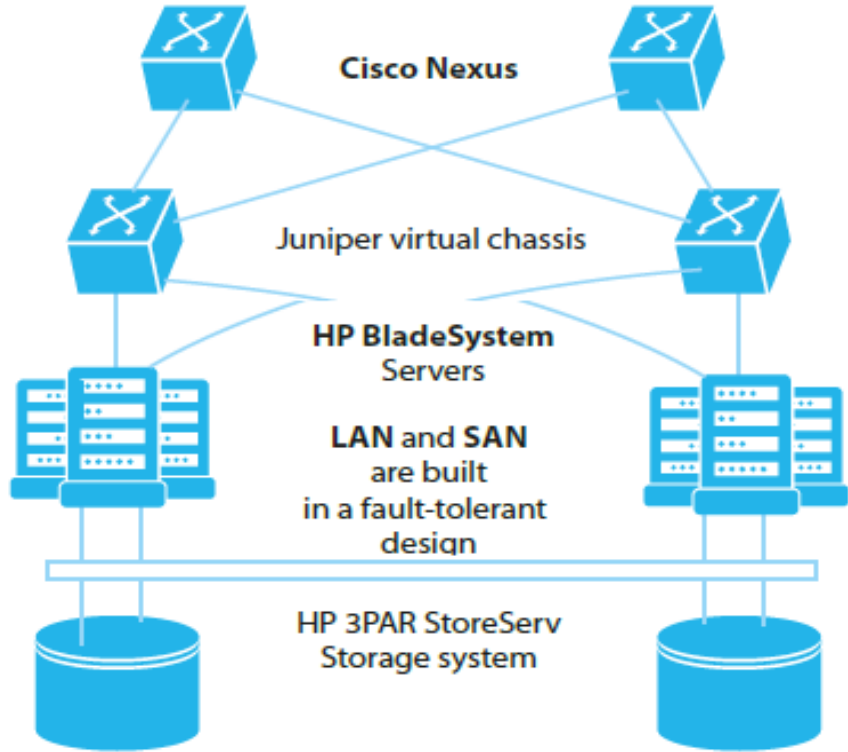 Cisco Nexus
Juniper virtual chassis
HP BladeSystem
Servers
LAN and SAN
are built
in a fault-tolerant
design
HP 3PAR StoreServ
Storage system